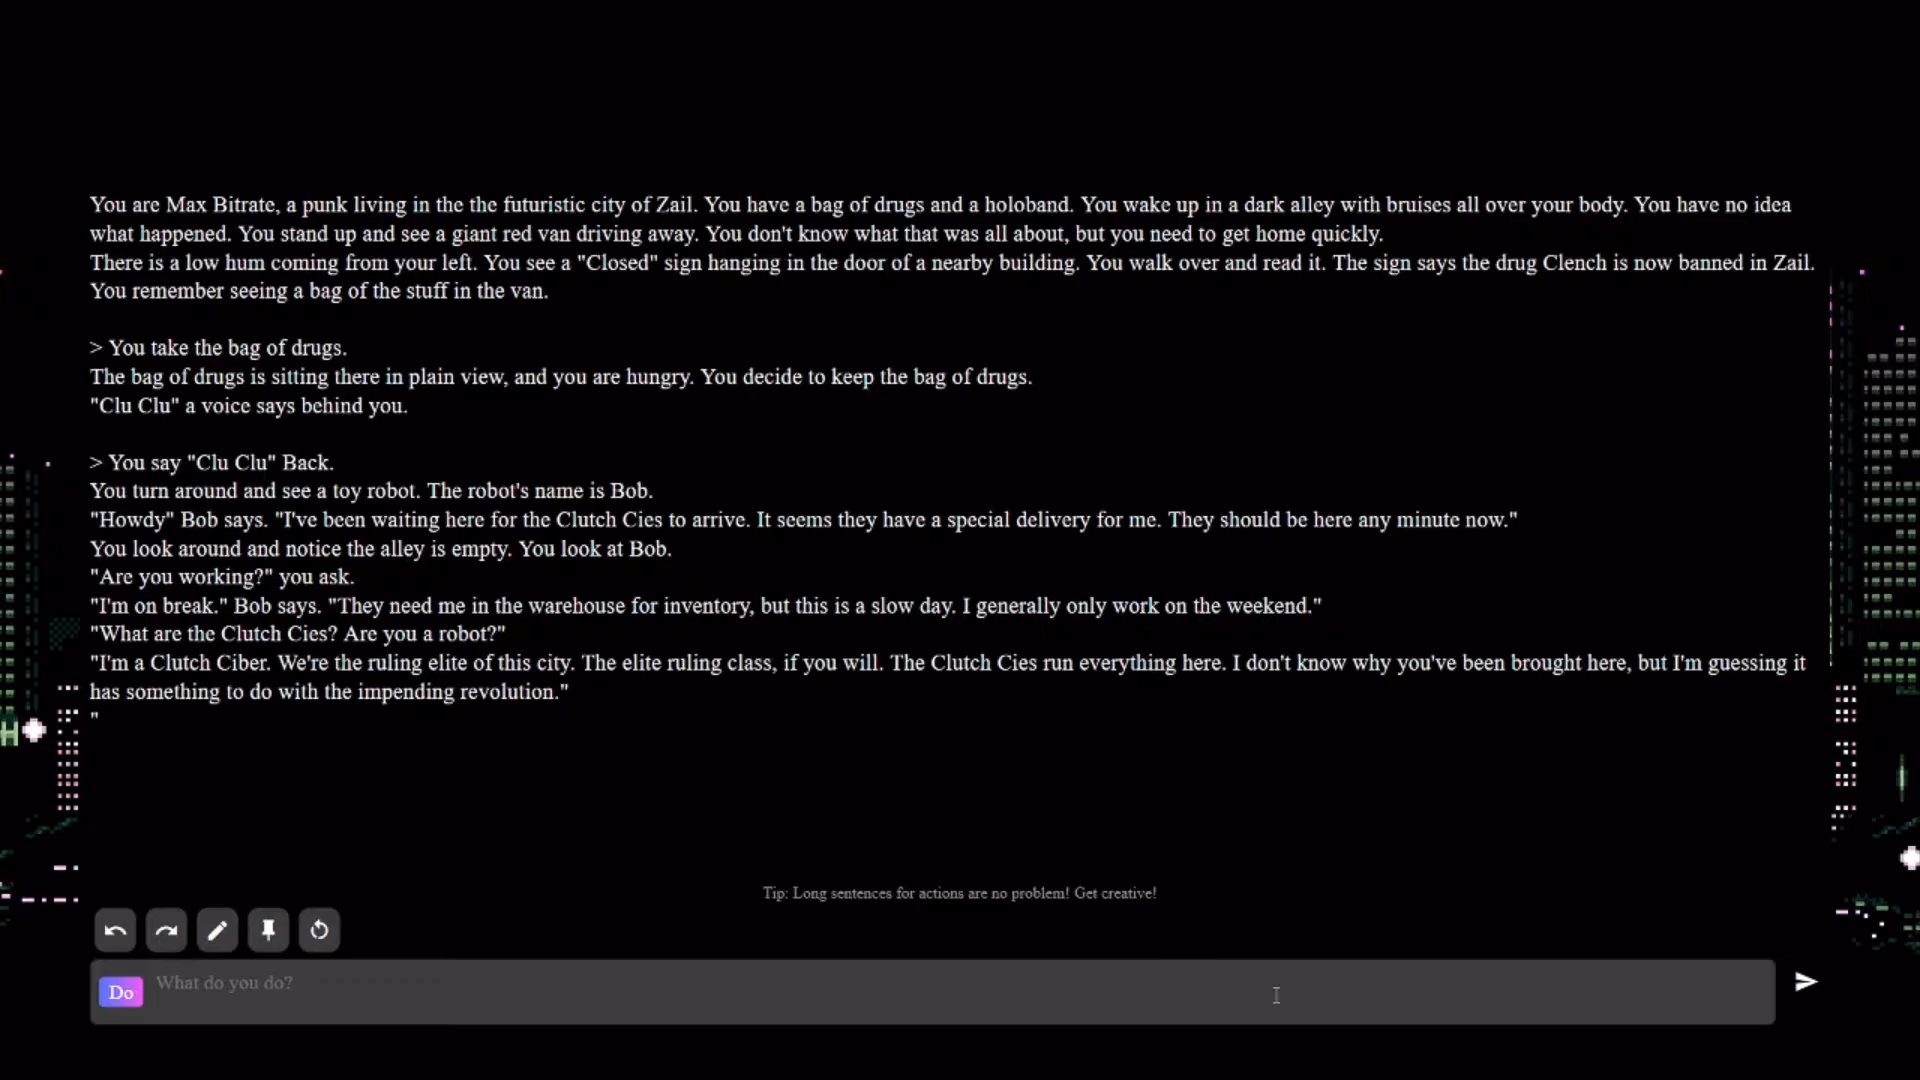 You are Max Bitrate, a punk living in the the futuristic city of Zail. You have a bag of drugs and a holoband. You wake up in a dark alley with bruises all over your body. You have no idea
what happened. You stand up and see a giant red van driving away. You don't know what that was all about, but you need to get home quickly.
There is a low hum coming from your left. You see a "Closed" sign hanging in the door of a nearby building. You walk over and read it. The sign says the drug Clench is now banned in Zail.
You remember seeing a bag of the stuff in the van.
> You take the bag of drugs.
The bag of drugs is sitting there in plain view, and you are hungry. You decide to keep the bag of drugs.
"Clu Clu" a voice says behind you.
> You say "Clu Clu" Back.
You turn around and see a toy robot. The robot's name is Bob.
"Howdy" Bob says. "I've been waiting here for the Clutch Cies to arrive. It seems they have a special delivery for me. They should be here any minute now."
You look around and notice the alley is empty. You look at Bob.
"Are you working?" you ask.
"I'm on break." Bob says. "They need me in the warehouse for inventory, but this is a slow day. I generally only work on the weekend."
"What are the Clutch Cies? Are you a robot?"
"I'm a Clutch Ciber. We're the ruling elite of this city. The elite ruling class, if you will. The Clutch Cies run everything here. I don't know why you've been brought here, but I'm guessing it
has something to do with the impending revolution."
"
Tip: Long sentences for actions are no problem! Get creative!
Do What do you do?